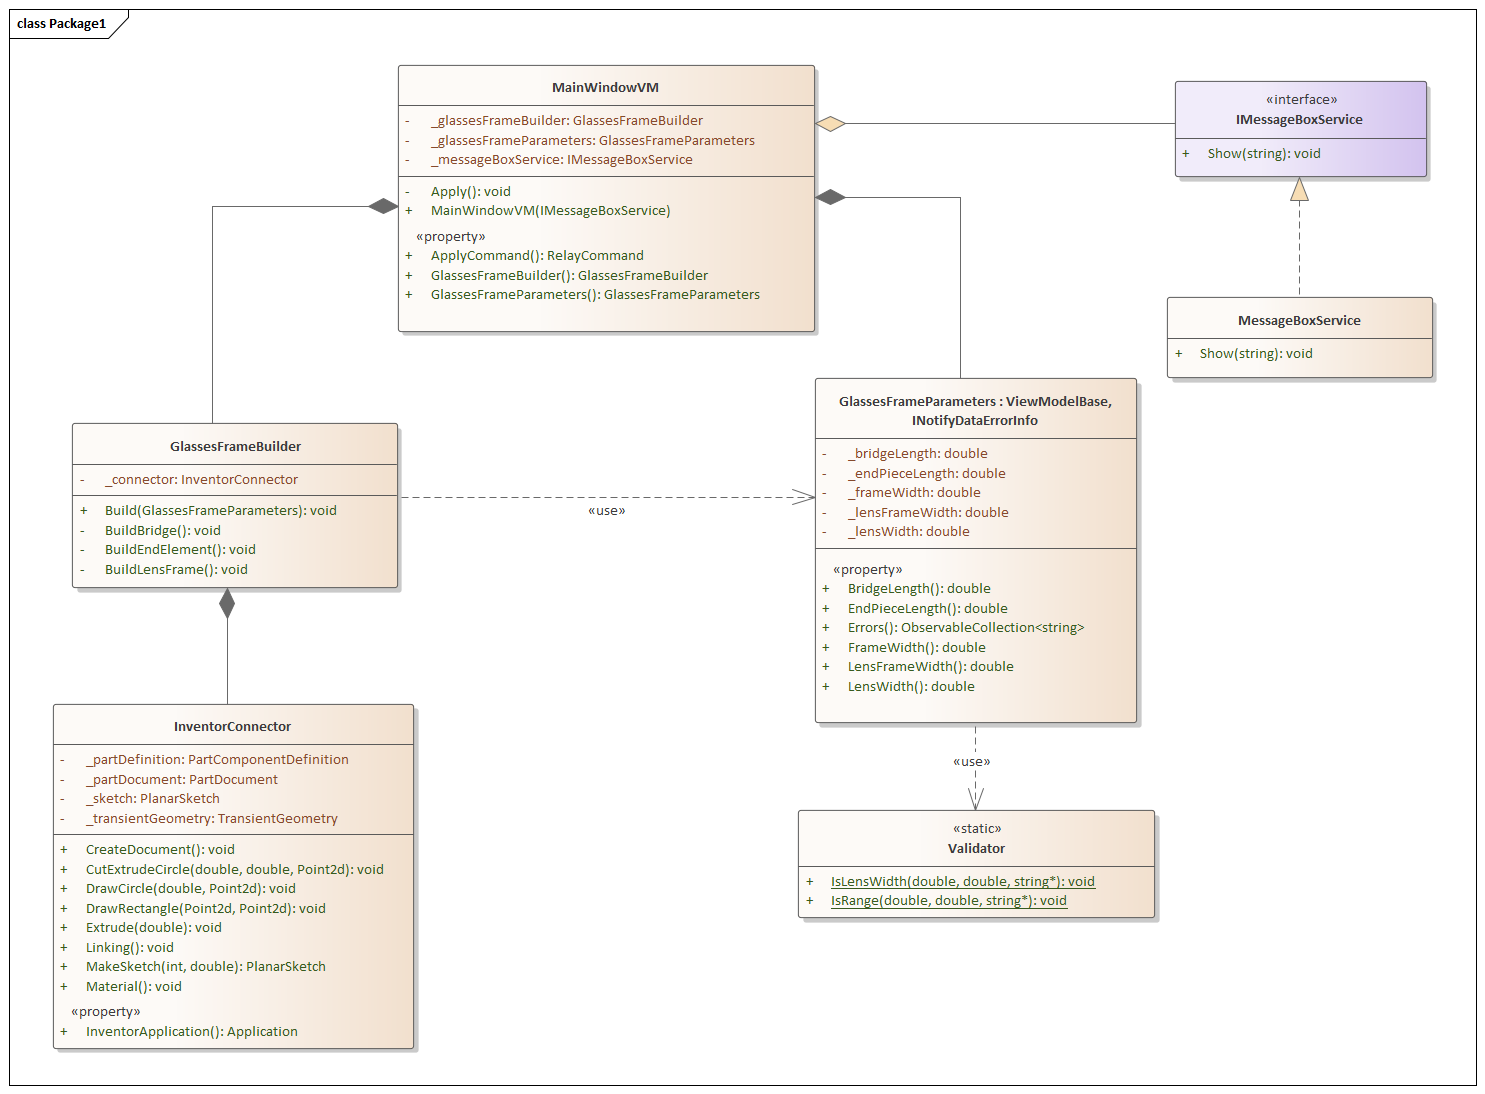 class Package1
MainWindowVM
- _glassesFrameBuilder: GlassesFrameBuilder
- _glassesFrameParameters: GlassesFrameParameters
- _messageBoxService: IMessageBoxService
- Apply(): void
+ MainWindowVM(IMessageBoxService)
«property»
+ ApplyCommand(): RelayCommand
+ GlassesFrameBuilder(): GlassesFrameBuilder
+ GlassesFrameParameters(): GlassesFrameParameters
«interface»
IMessageBoxService
+ Show(string): void
MessageBoxService
+ Show(string): void
GlassesFrameParameters : ViewModelBase,
INotifyDataErrorInfo
- _bridgeLength: double
- _endPieceLength: double
- _frameWidth: double
- _lensFrameWidth: double
- _lensWidth: double
«property»
+ BridgeLength(): double
+ EndPieceLength(): double
+ Errors(): ObservableCollection<string>
+ FrameWidth(): double
+ LensFrameWidth(): double
+ LensWidth(): double
GlassesFrameBuilder
- _connector: InventorConnector
+ Build(GlassesFrameParameters): void
- BuildBridge(): void
- BuildEndElement(): void
- BuildLensFrame(): void
«use»
«use»
InventorConnector
- _partDefinition: PartComponentDefinition
- _partDocument: PartDocument
- _sketch: PlanarSketch
- _transientGeometry: TransientGeometry
+ CreateDocument(): void
+ CutExtrudeCircle(double, double, Point2d): void
+ DrawCircle(double, Point2d): void
+ DrawRectangle(Point2d, Point2d): void
+ Extrude(double): void
+ Linking(): void
+ MakeSketch(int, double): PlanarSketch
+ Material(): void
«property»
+ InventorApplication(): Application
«static»
Validator
+ IsLensWidth(double, double, string*): void
+ IsRange(double, double, string*): void